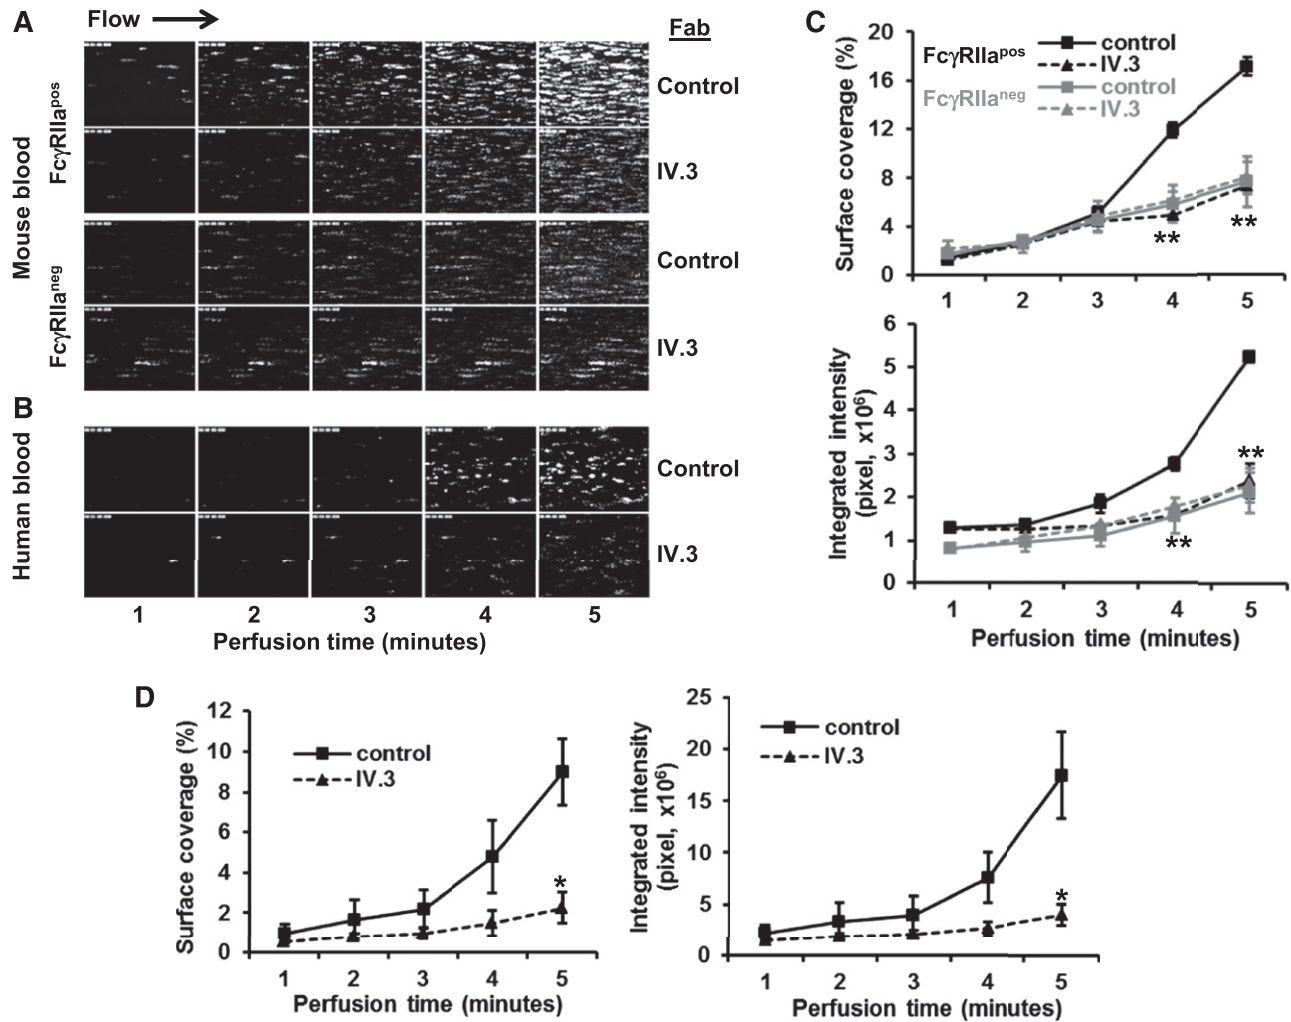 A
Flow
Fab
Mouse blood
FcγRIIapos
Control
IV.3
FcγRIIaneg
Control
IV.3
B
Human blood
Control
IV.3
1 2 3 4 5
Perfusion time (minutes)
C
Surface coverage (%)
20
16
12
8
4
0
FcγRIIapos
control
IV.3
FcγRIIaneg
control
IV.3
**
**
1 2 3 4 5
Integrated intensity
(pixel, x10⁶)
6
5
4
3
2
1
0
**
**
1 2 3 4 5
Perfusion time (minutes)
D
Surface coverage (%)
12
10
8
6
4
2
0
control
IV.3
*
1 2 3 4 5
Perfusion time (minutes)
Integrated intensity
(pixel, x10⁶)
25
20
15
10
5
0
control
IV.3
*
1 2 3 4 5
Perfusion time (minutes)